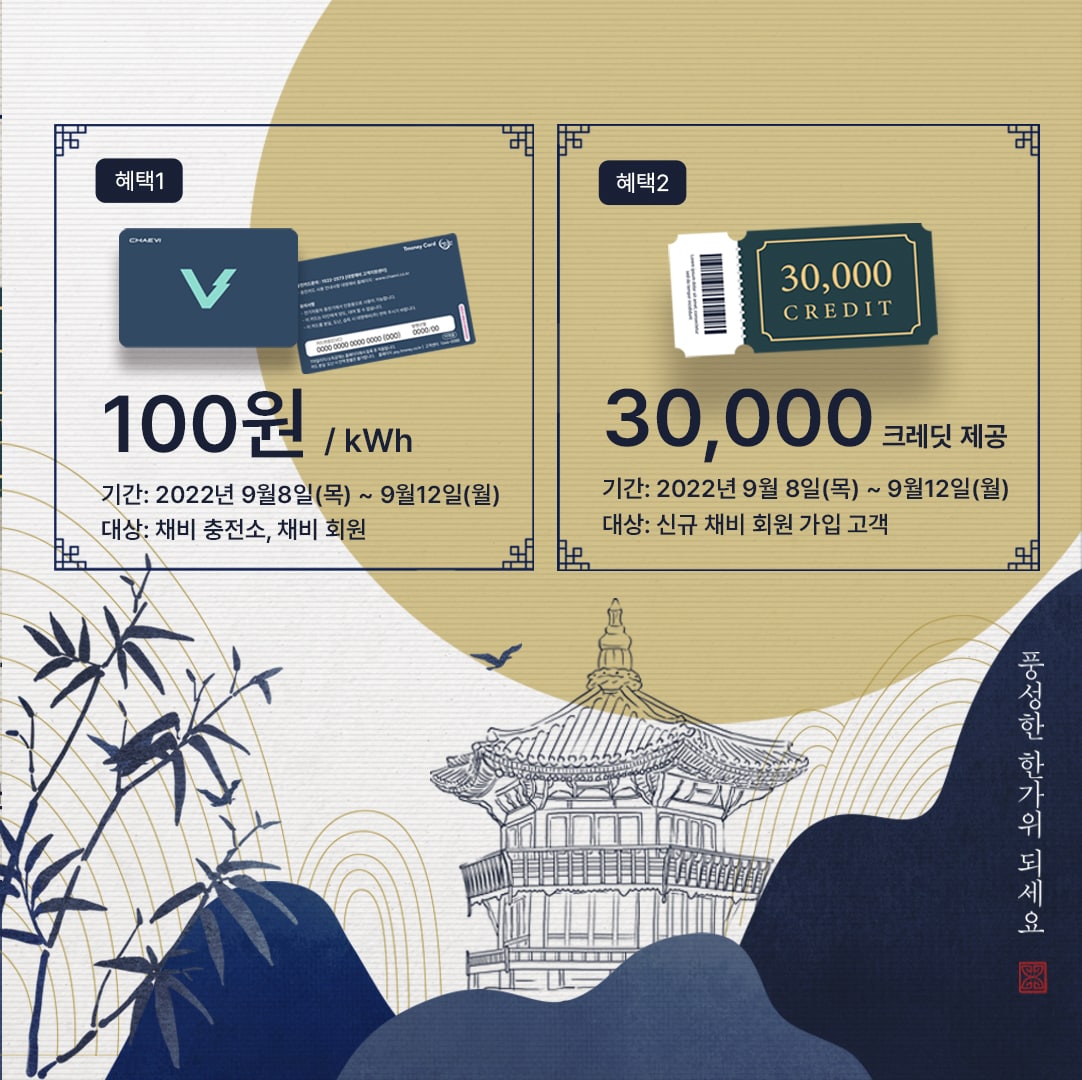 혜택1
CHAEVI
Tmoney Card
0000 0000 0000 0000 (000)
0000/00
100원 / kWh
기간: 2022년 9월8일(목) ~ 9월12일(월)
대상: 채비 충전소, 채비 회원
혜택2
30,000
CREDIT
30,000 크레딧 제공
기간: 2022년 9월 8일(목) ~ 9월12일(월)
대상: 신규 채비 회원 가입 고객
풍성한 한가위 되세요